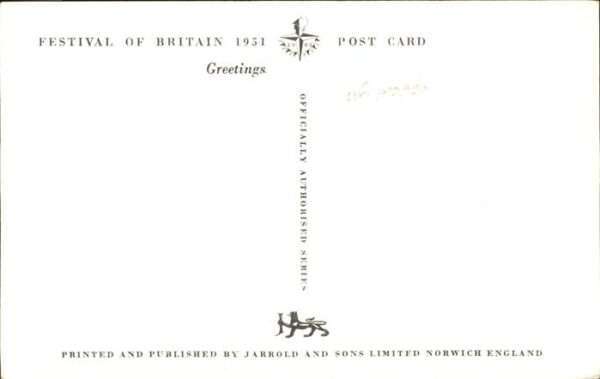 FESTIVAL OF BRITAIN 1951 POST CARD
Greetings
OFFICIALLY AUTHORISED SERIES
PRINTED AND PUBLISHED BY JARROLD AND SONS LIMITED NORWICH ENGLAND